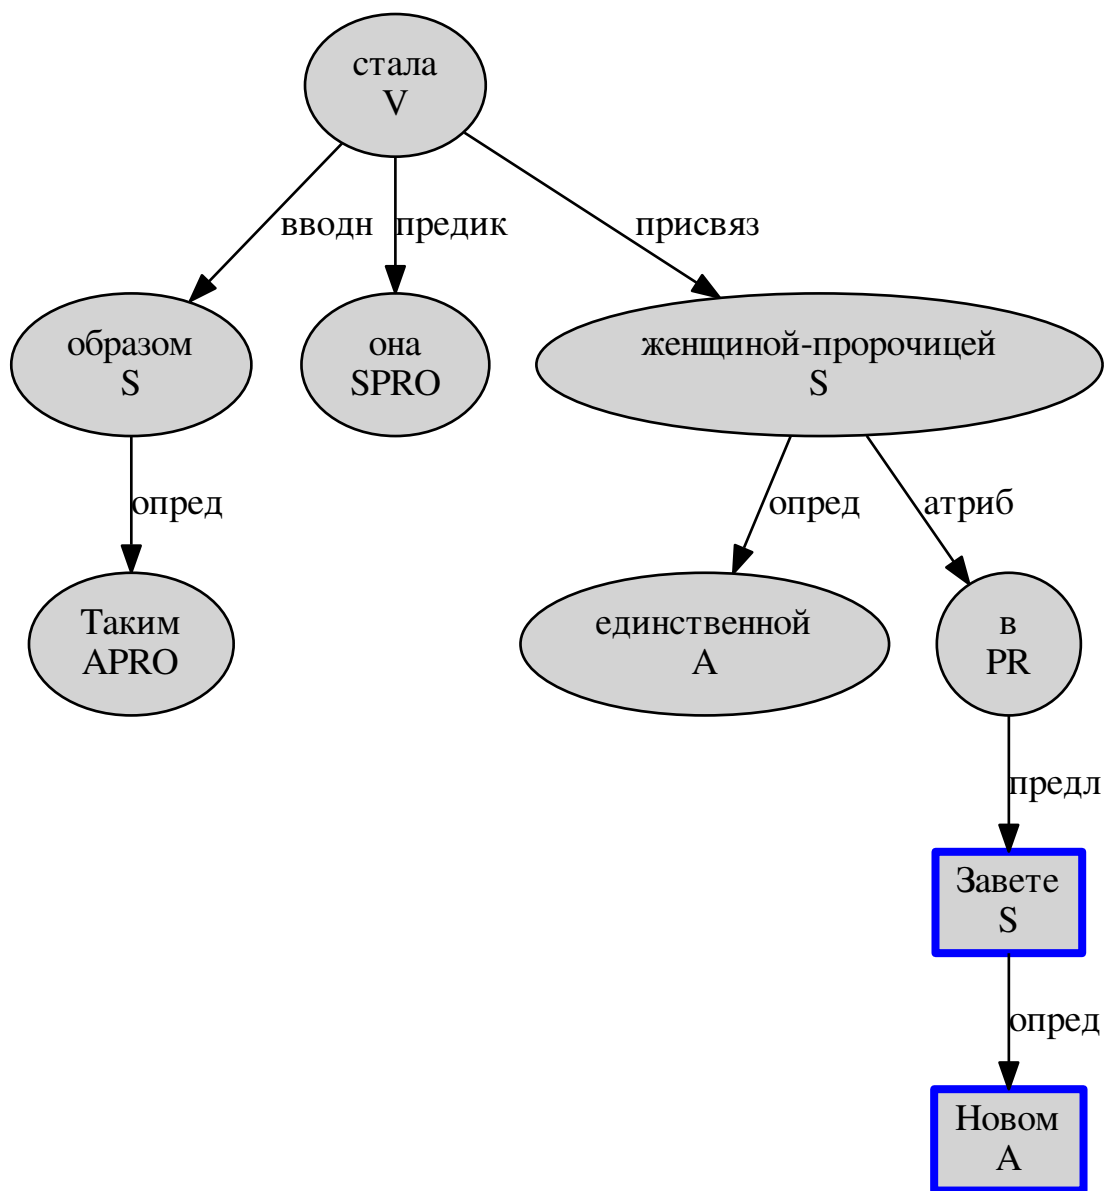 стала
V
вводн
предик
присвяз
образом
S
она
SPRO
женщиной-пророчицей
S
опред
опред
атриб
Таким
APRO
единственной
A
в
PR
предл
Завете
S
опред
Новом
A